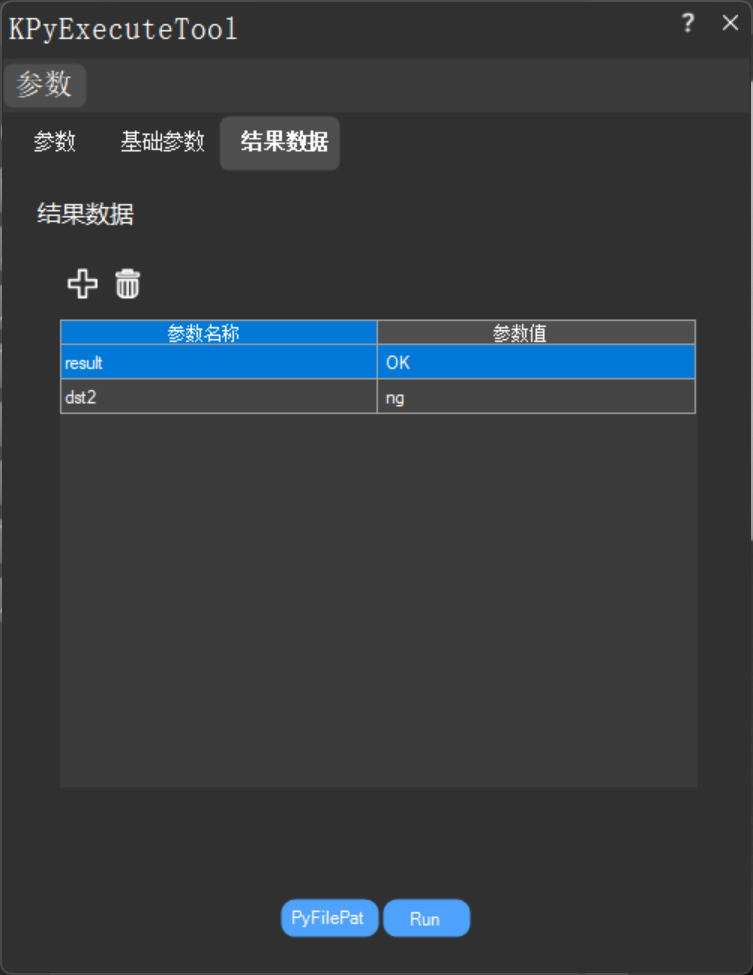 KPyExecuteTool ? ×
参数
参数 基础参数 结果数据
结果数据
参数名称 参数值
result OK
dst2 ng
PyFilePat Run